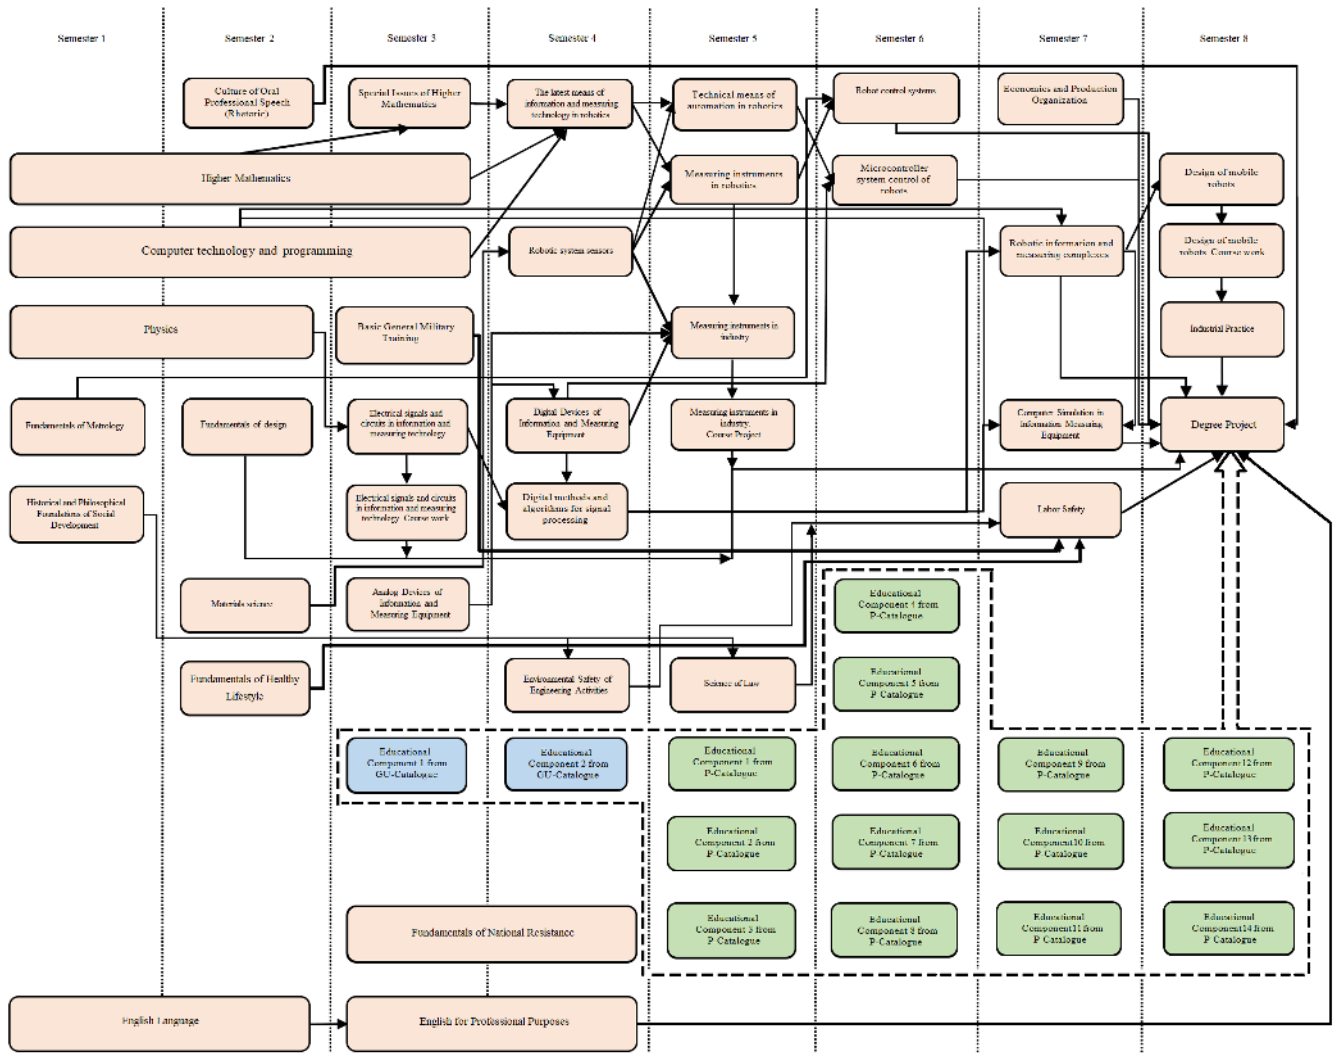 Semester 1
Semester 2
Semester 3
Semester 4
Semester 5
Semester 6
Semester 7
Semester 8
Culture of Oral
Professional Speech
(Rhetoric)
Special Issues of Higher
Mathematics
The latest means of
information and measuring
technology in robotics
Technical means of
automation in robotics
Robot control systems
Economics and Production
Organization
Higher Mathematics
Measuring instruments
in robotics
Microcontroller
system control of
robots
Design of mobile
robots
Computer technology and programming
Robotic system sensors
Robotic information and
measuring complexes
Design of mobile
robots. Course work
Physics
Basic General Military
Training
Measuring instruments in
industry
Industrial Practice
Fundamentals of Metrology
Fundamentals of design
Electrical signals and
circuits in information and
measuring technology
Digital Devices of
Information and Measuring
Equipment
Measuring instruments in
industry.
Course Project
Computer Simulation in
Information Measuring
Equipment
Degree Project
Historical and Philosophical
Foundations of Social
Development
Electrical signals and circuits
in information and measuring
technology. Course work
Digital methods and
algorithms for signal
processing
Labor Safety
Materials science
Analog Devices of
Information and
Measuring Equipment
Educational
Component 4 from
P-Catalogue
Fundamentals of Healthy
Lifestyle
Environmental Safety of
Engineering Activities
Science of Law
Educational
Component 5 from
P-Catalogue
Educational
Component 1 from
GU-Catalogue
Educational
Component 2 from
GU-Catalogue
Educational
Component 1 from
P-Catalogue
Educational
Component 6 from
P-Catalogue
Educational
Component 9 from
P-Catalogue
Educational
Component12 from
P-Catalogue
Educational
Component 2 from
P-Catalogue
Educational
Component 7 from
P-Catalogue
Educational
Component10 from
P-Catalogue
Educational
Component13 from
P-Catalogue
Educational
Component 3 from
P-Catalogue
Educational
Component 8 from
P-Catalogue
Educational
Component11 from
P-Catalogue
Educational
Component14 from
P-Catalogue
Fundamentals of National Resistance
English Language
English for Professional Purposes